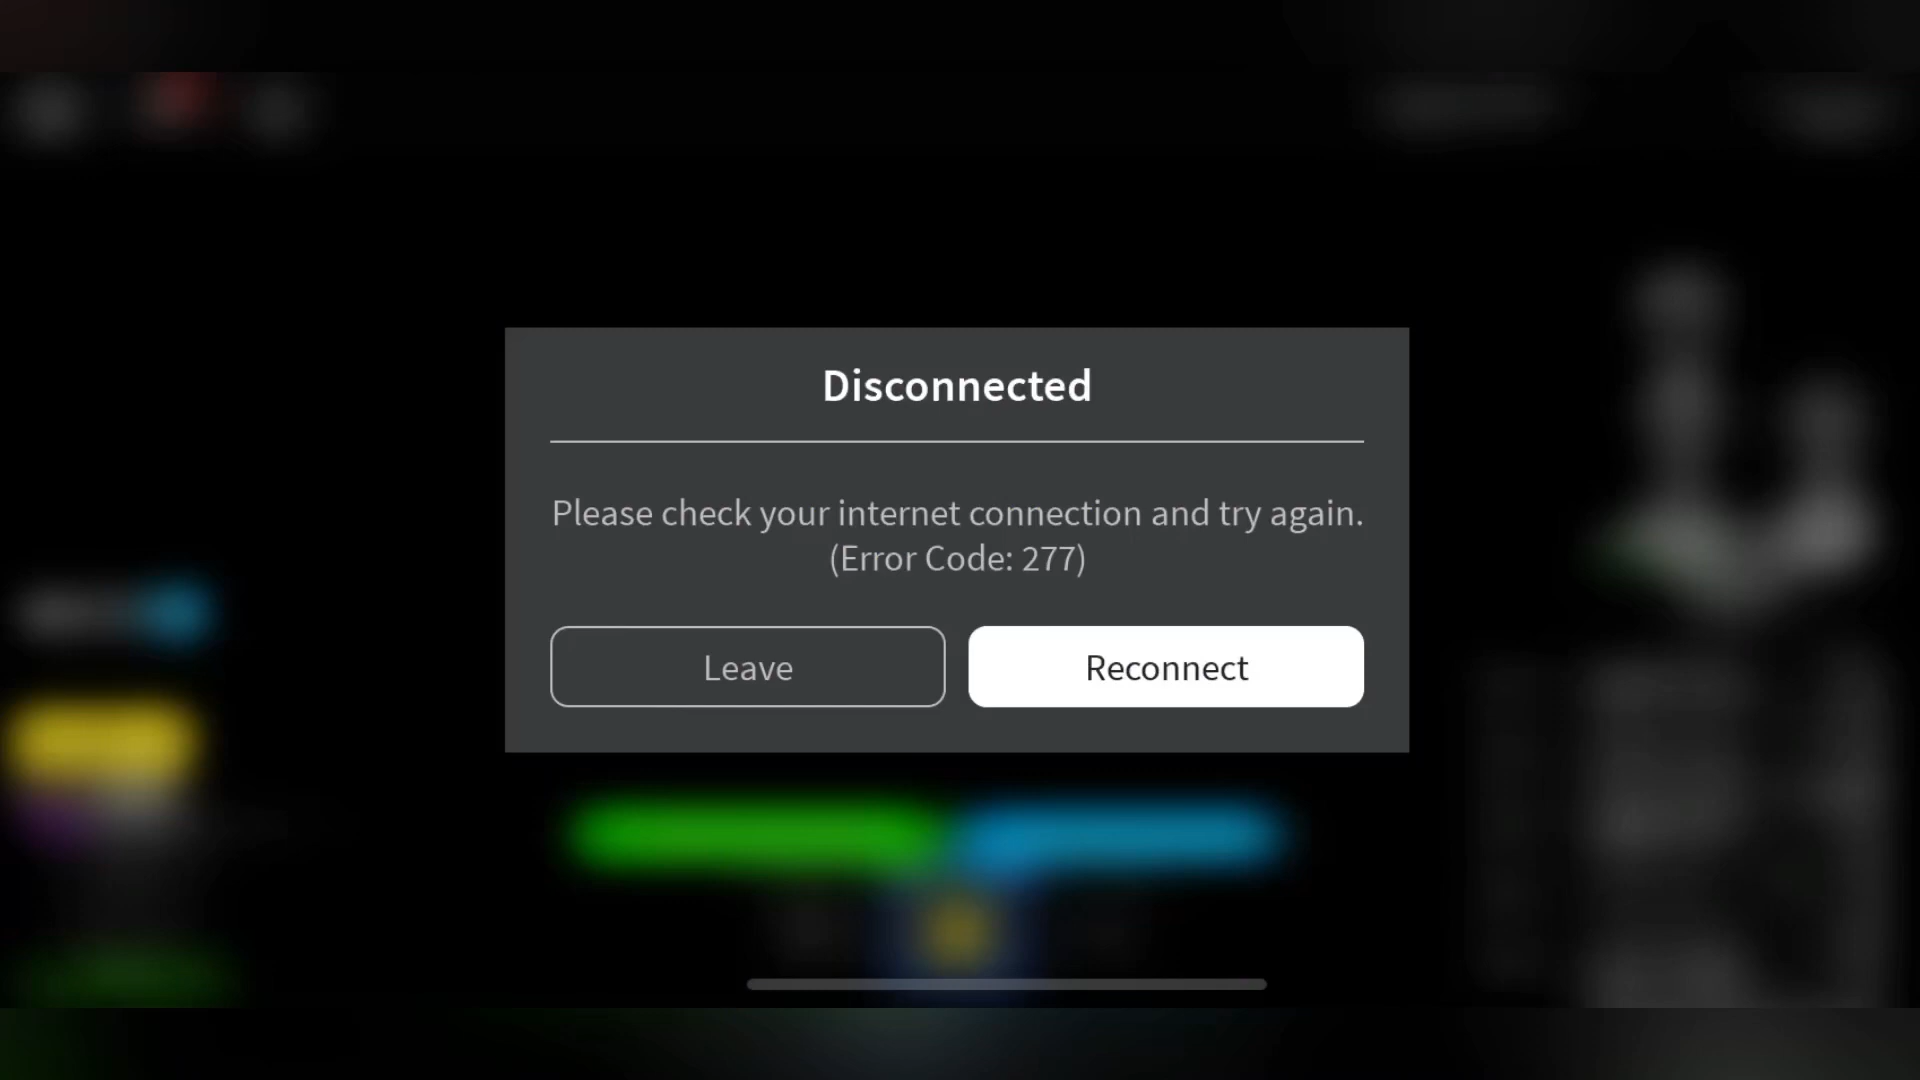 Disconnected
Please check your internet connection and try again.
(Error Code: 277)
Leave
Reconnect